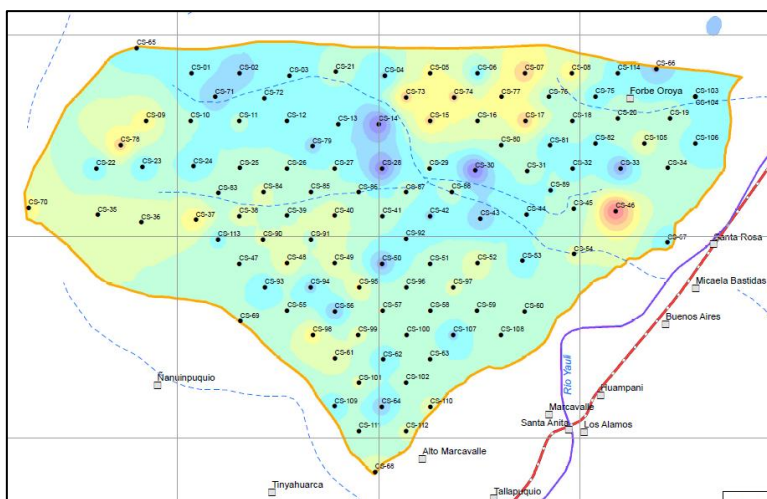 CS-65
CS-01
CS-02
CS-03
CS-21
CS-04
CS-05
CS-06
CS-07
CS-08
CS-114
CS-66
CS-71
CS-72
CS-73
CS-74
CS-77
CS-76
CS-75
Forbe Oroya
CS-103
CS-104
CS-09
CS-10
CS-11
CS-12
CS-13
CS-14
CS-15
CS-16
CS-17
CS-18
CS-20
CS-19
CS-78
CS-79
CS-80
CS-81
CS-82
CS-105
CS-106
CS-22
CS-23
CS-24
CS-25
CS-26
CS-27
CS-28
CS-29
CS-30
CS-31
CS-32
CS-33
CS-34
CS-83
CS-84
CS-85
CS-86
CS-87
CS-88
CS-89
CS-70
CS-35
CS-36
CS-37
CS-38
CS-39
CS-40
CS-41
CS-42
CS-43
CS-44
CS-45
CS-46
CS-113
CS-90
CS-91
CS-92
CS-67
Santa Rosa
CS-47
CS-48
CS-49
CS-50
CS-51
CS-52
CS-53
CS-54
CS-93
CS-94
CS-95
CS-96
CS-97
Micaela Bastidas
CS-69
CS-55
CS-56
CS-57
CS-58
CS-59
CS-60
Buenos Aires
CS-98
CS-99
CS-100
CS-107
CS-108
CS-61
CS-62
CS-63
Río Yauli
Ñanuinpuquio
CS-101
CS-102
Huampani
CS-109
CS-64
CS-110
Marcavalle
CS-111
CS-112
Santa Anita
Los Alamos
Alto Marcavalle
CS-68
Tinyahuarca
Tallapuquio